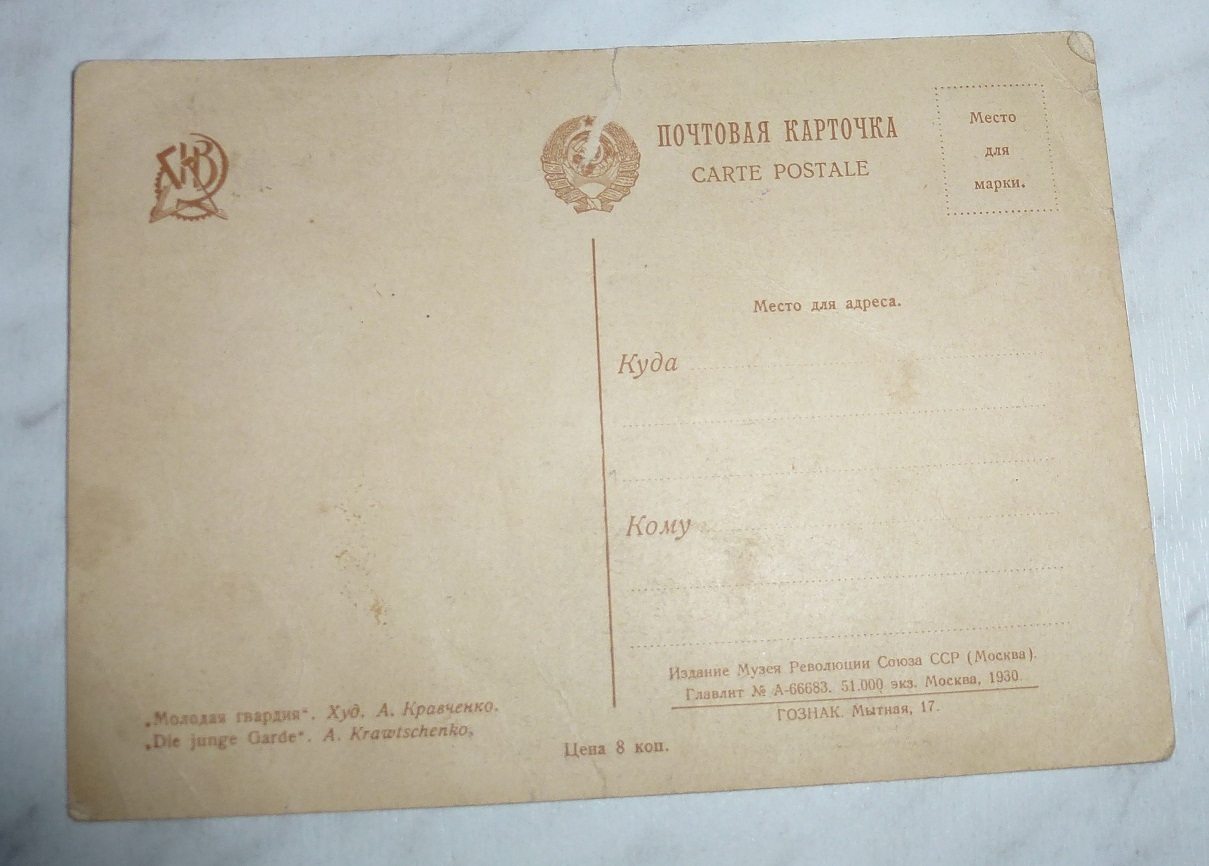 ПОЧТОВАЯ КАРТОЧКА
CARTE POSTALE
Место
для
марки.
Место для адреса.
Куда
Кому
Издание Музея Революции Союза ССР (Москва).
Главлит № А-66683. 51.000 экз. Москва, 1930.
ГОЗНАК. Мытная, 17.
„Молодая гвардия“. Худ. А. Кравченко.
„Die junge Garde“. A. Krawtschenko.
Цена 8 коп.